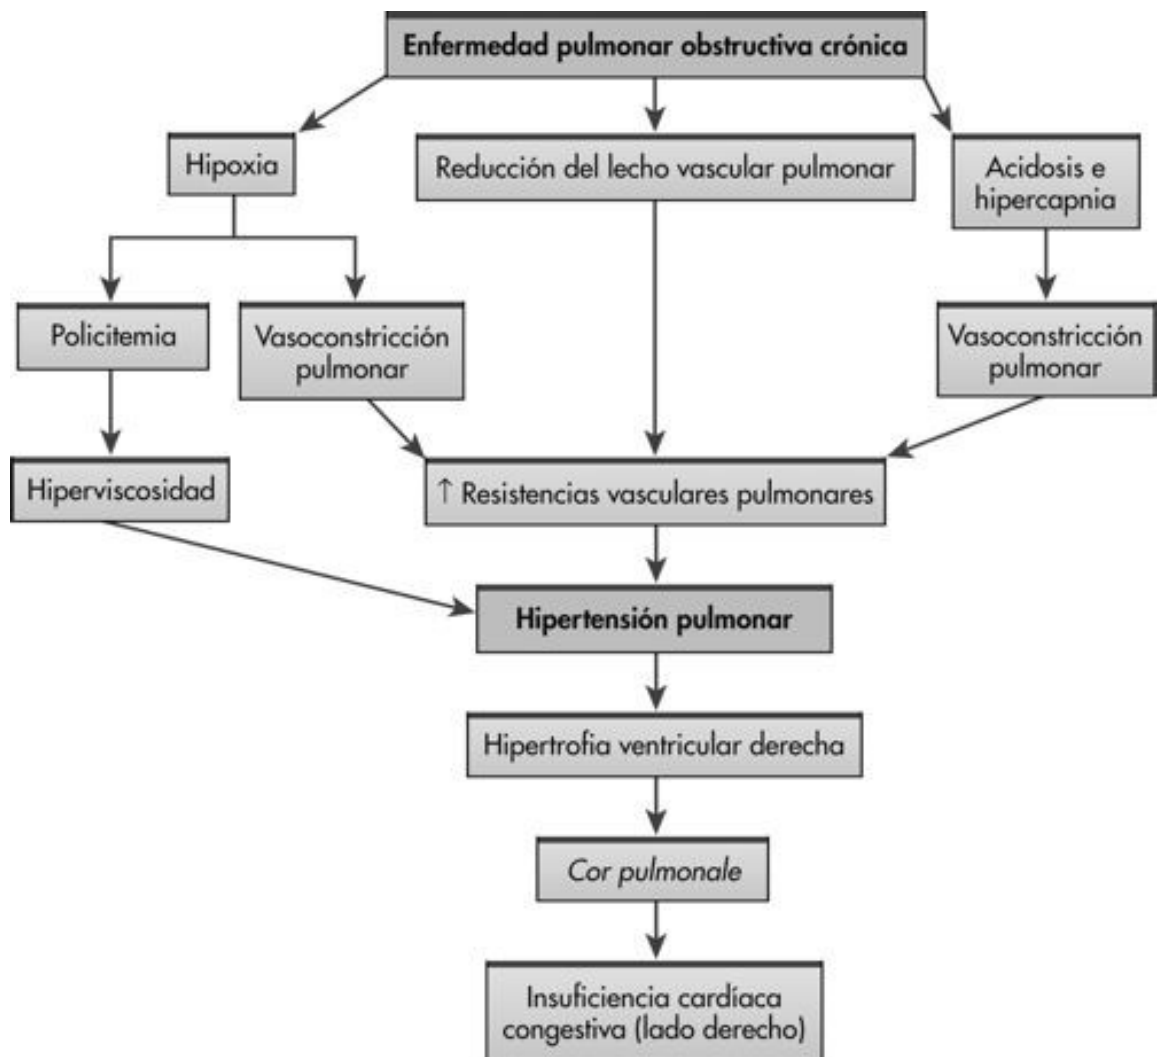 Enfermedad pulmonar obstructiva crónica
Hipoxia
Reducción del lecho vascular pulmonar
Acidosis e
hipercapnia
Policitemia
Vasoconstricción
pulmonar
Vasoconstricción
pulmonar
Hiperviscosidad
↑ Resistencias vasculares pulmonares
Hipertensión pulmonar
Hipertrofia ventricular derecha
Cor pulmonale
Insuficiencia cardíaca
congestiva (lado derecho)